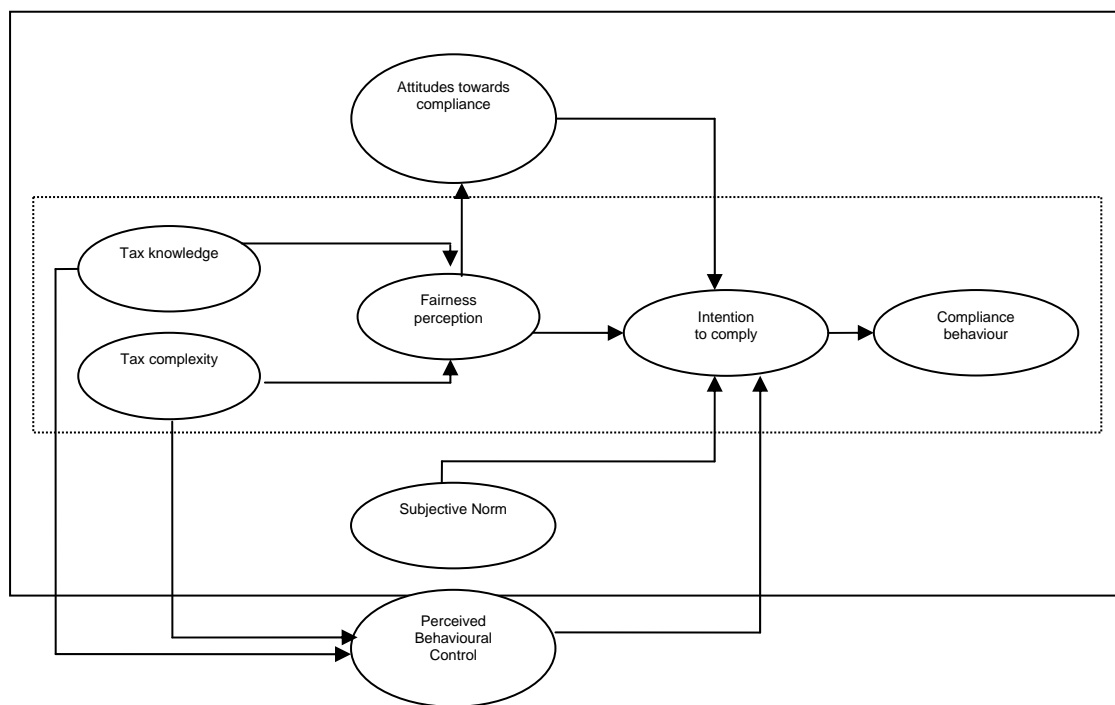 Attitudes towards
compliance
Tax knowledge
Fairness
perception
Intention
to comply
Compliance
behaviour
Tax complexity
Subjective Norm
Perceived
Behavioural
Control